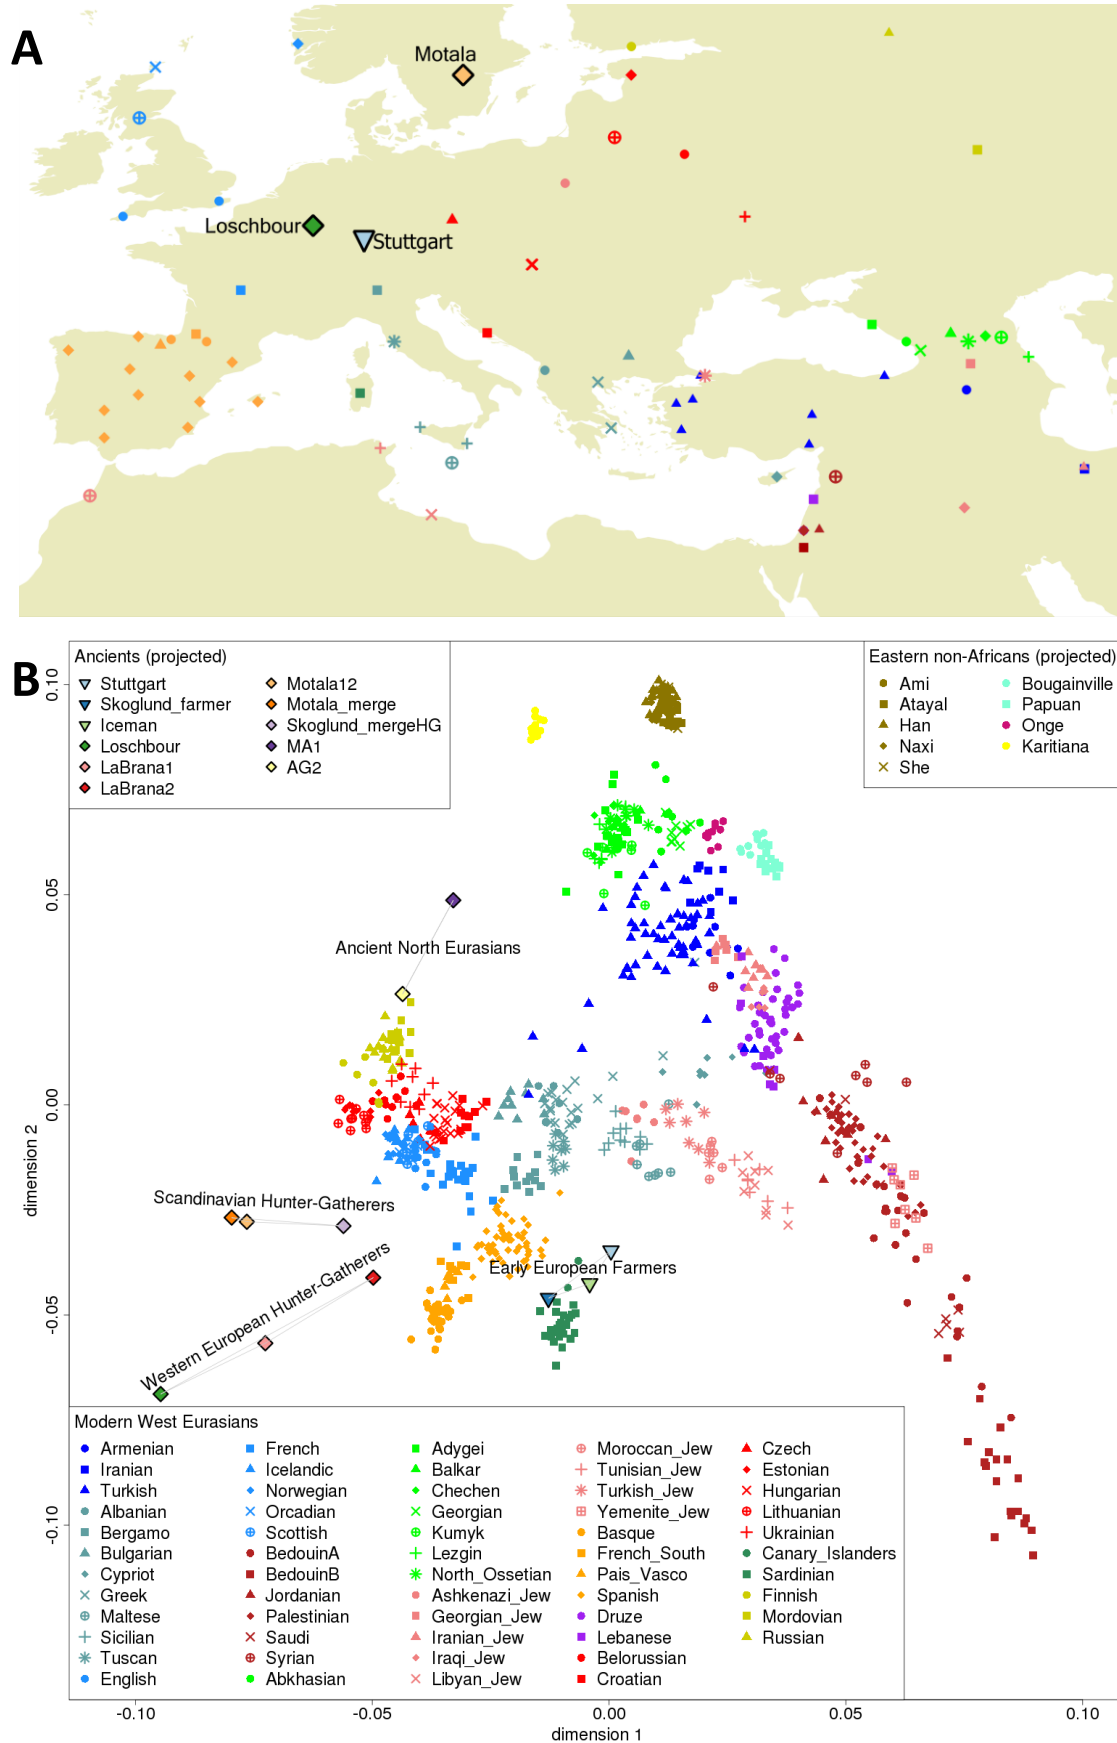 A
Motala
Loschbour
Stuttgart
B
Ancients (projected)
Stuttgart
Skoglund_farmer
Iceman
Loschbour
LaBrana1
LaBrana2
Motala12
Motala_merge
Skoglund_mergeHG
MA1
AG2
Eastern non-Africans (projected)
Ami
Atayal
Han
Naxi
She
Bougainville
Papuan
Onge
Karitiana
Ancient North Eurasians
Scandinavian Hunter-Gatherers
Western European Hunter-Gatherers
Early European Farmers
dimension 2
0.10
0.05
0.00
-0.05
-0.10
Modern West Eurasians
Armenian
Iranian
Turkish
Albanian
Bergamo
Bulgarian
Cypriot
Greek
Maltese
Sicilian
Tuscan
English
French
Icelandic
Norwegian
Orcadian
Scottish
BedouinA
BedouinB
Jordanian
Palestinian
Saudi
Syrian
Abkhasian
Adygei
Balkar
Chechen
Georgian
Kumyk
Lezgin
North_Ossetian
Ashkenazi_Jew
Georgian_Jew
Iranian_Jew
Iraqi_Jew
Libyan_Jew
Moroccan_Jew
Tunisian_Jew
Turkish_Jew
Yemenite_Jew
Basque
French_South
Pais_Vasco
Spanish
Druze
Lebanese
Belorussian
Croatian
Czech
Estonian
Hungarian
Lithuanian
Ukrainian
Canary_Islanders
Sardinian
Finnish
Mordovian
Russian
-0.10
-0.05
0.00
0.05
0.10
dimension 1